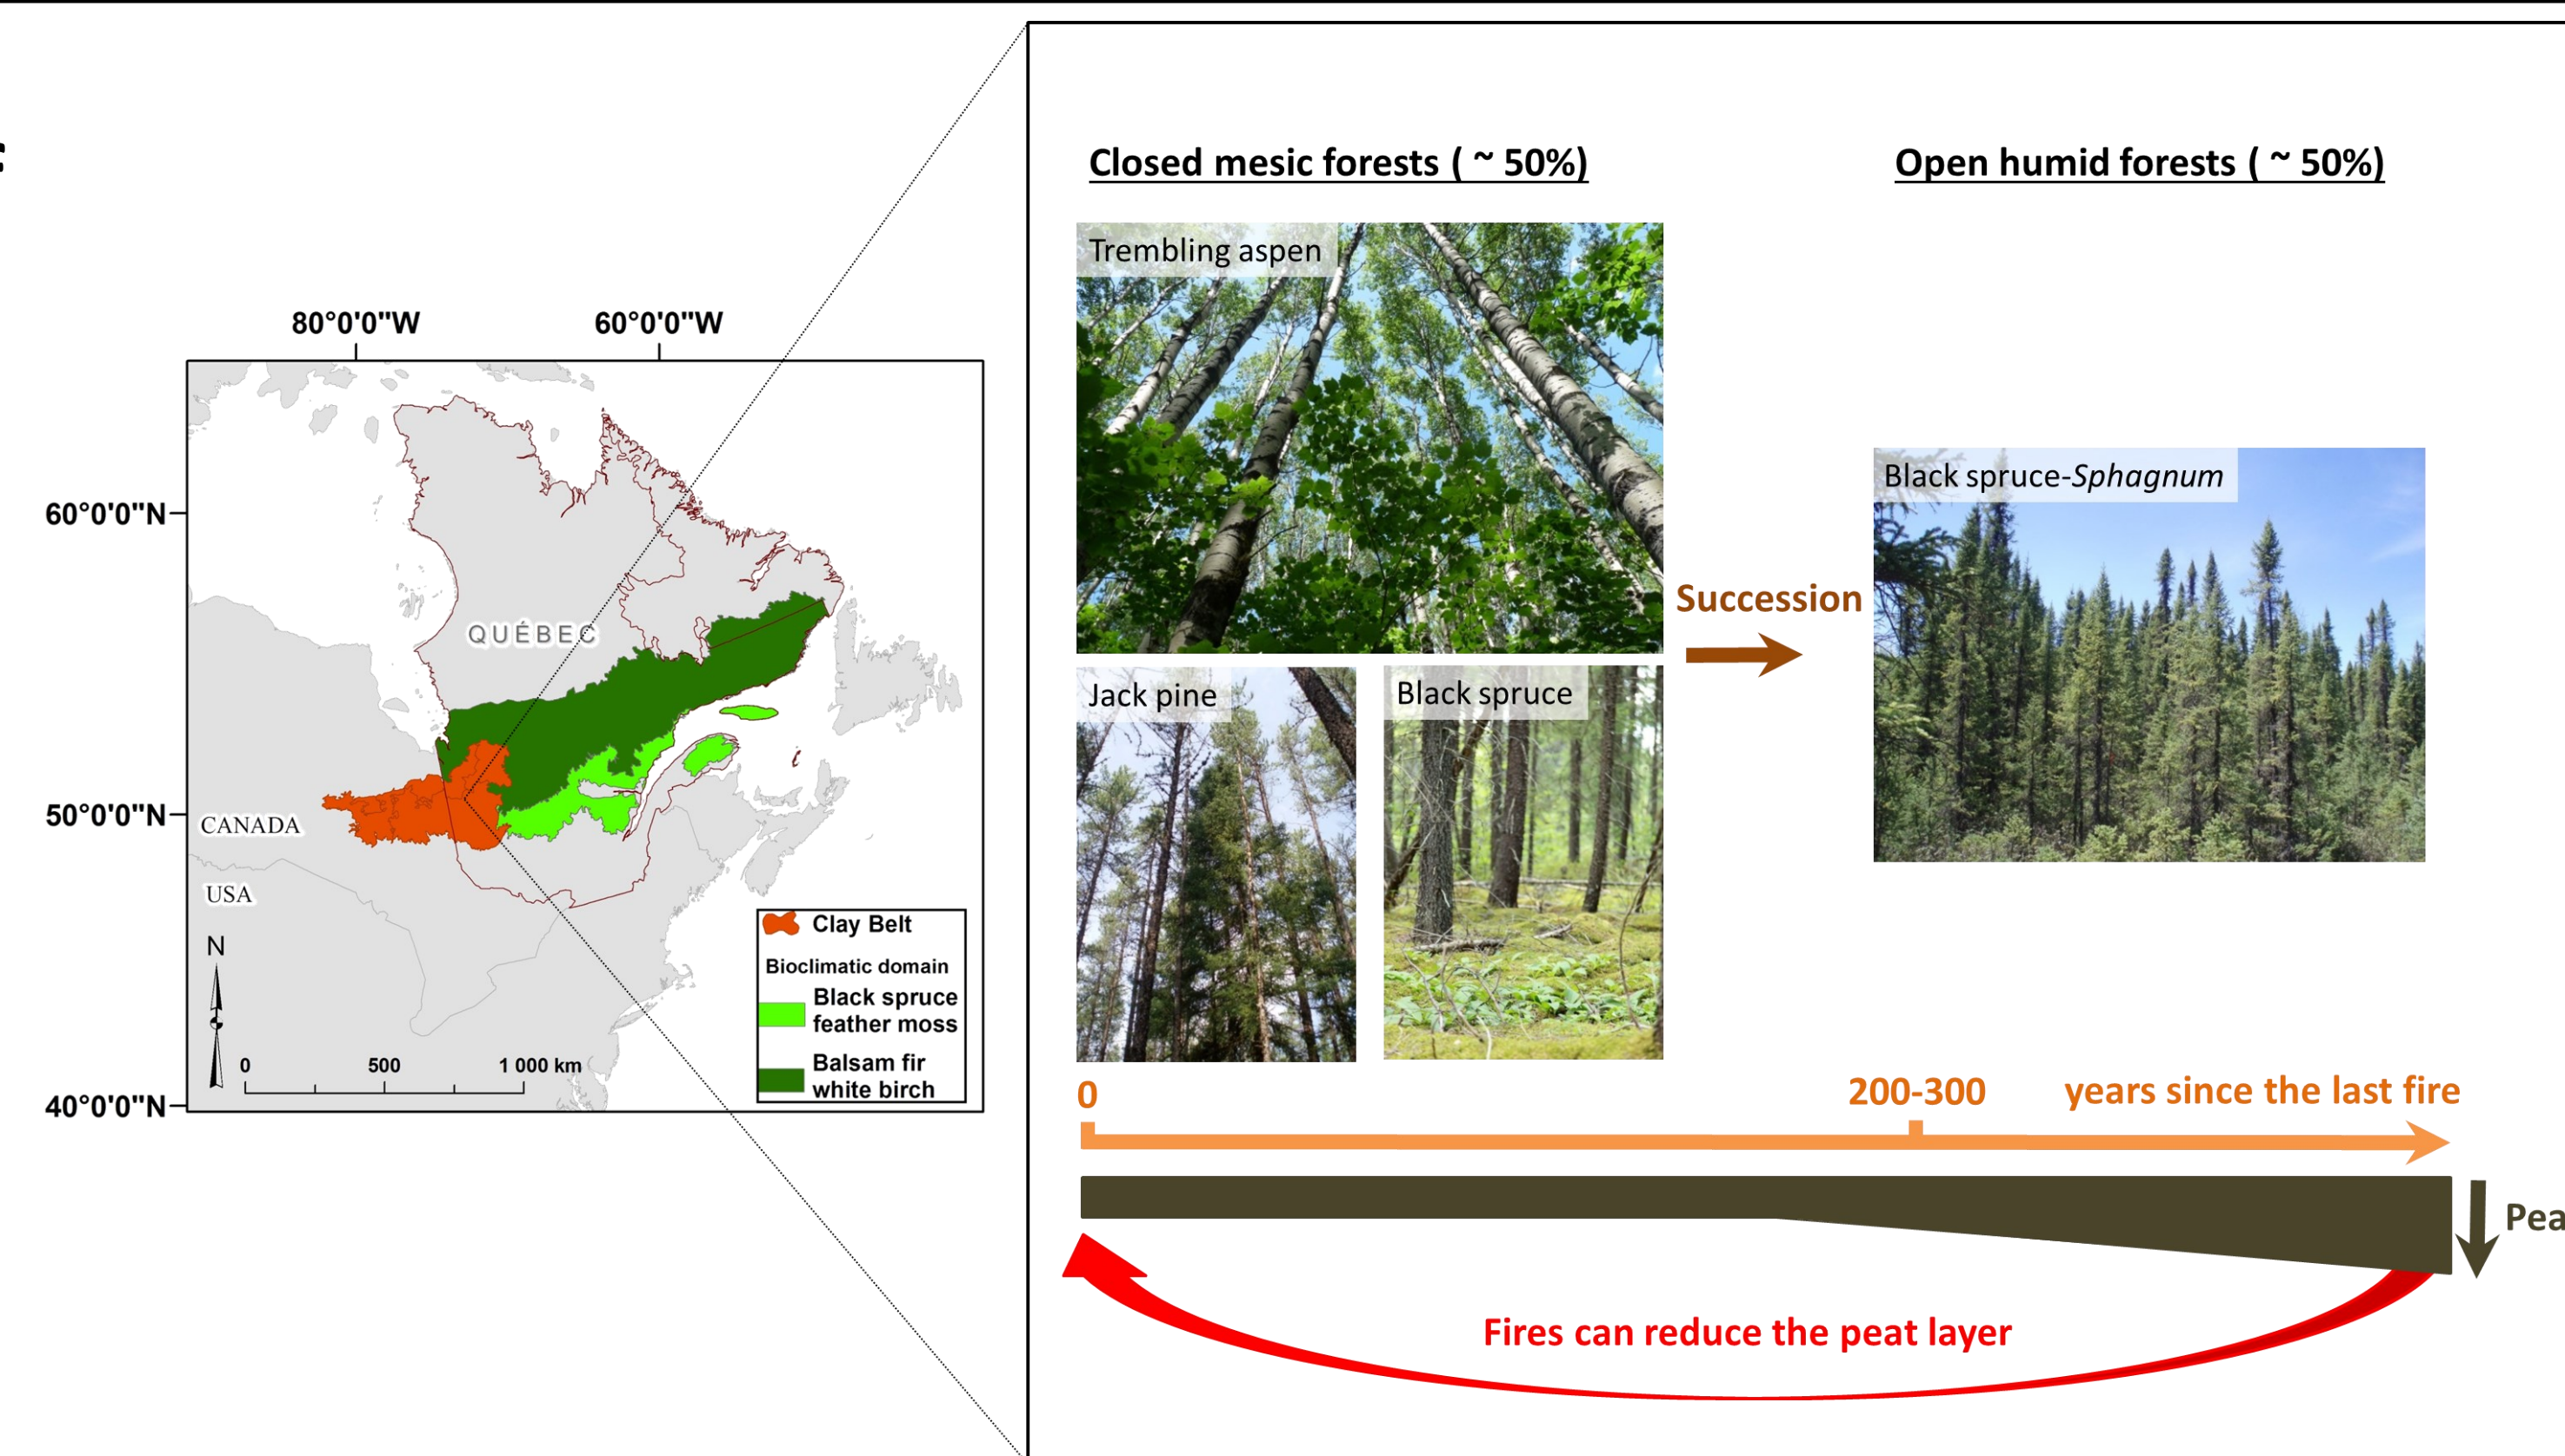 80°0'0"W 60°0'0"W
60°0'0"N
50°0'0"N
40°0'0"N
QUÉBEC
CANADA
USA
N
0 500 1 000 km
Clay Belt
Bioclimatic domain
Black spruce
feather moss
Balsam fir
white birch
Closed mesic forests ( ~ 50%)
Trembling aspen
Jack pine
Black spruce
Succession
Open humid forests ( ~ 50%)
Black spruce-Sphagnum
0 200-300 years since the last fire
Pea
Fires can reduce the peat layer